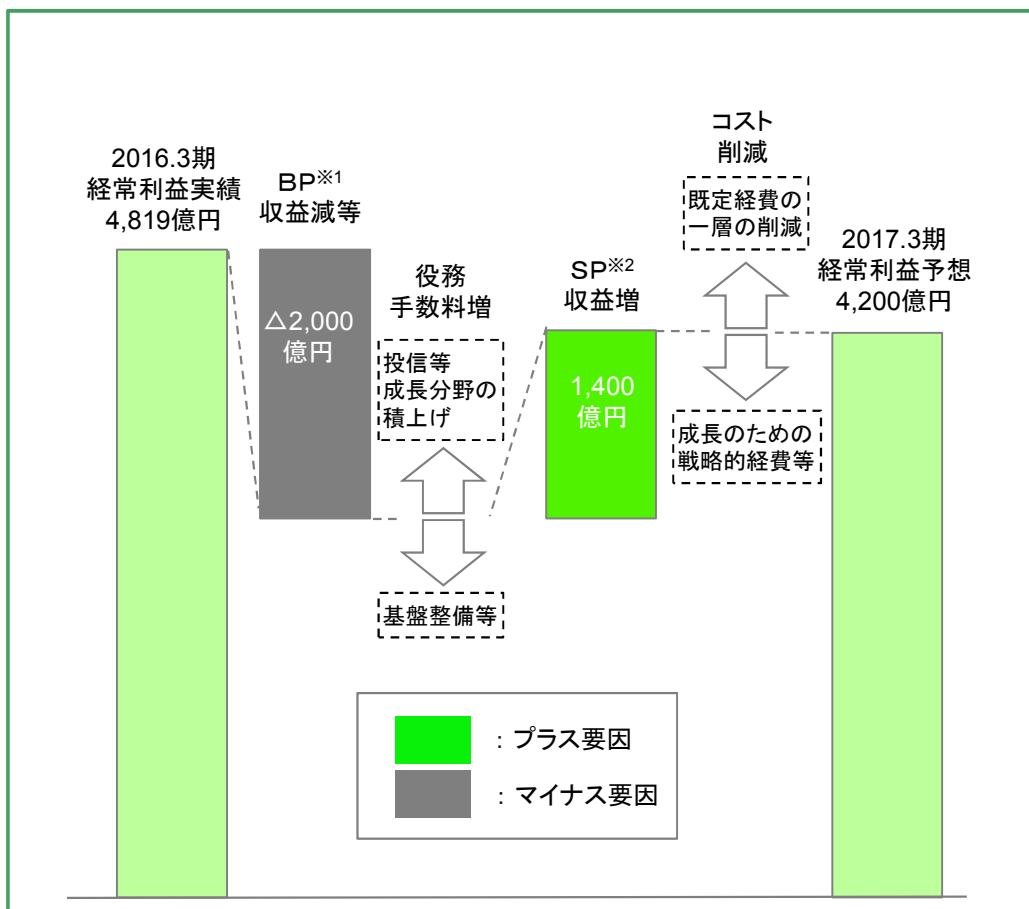 2016.3期
経常利益実績
4,819億円
BP※1
収益減等
△2,000
億円
役務
手数料増
投信等
成長分野の
積上げ
基盤整備等
SP※2
収益増
1,400
億円
コスト
削減
既定経費の
一層の削減
成長のための
戦略的経費等
2017.3期
経常利益予想
4,200億円
：プラス要因
：マイナス要因